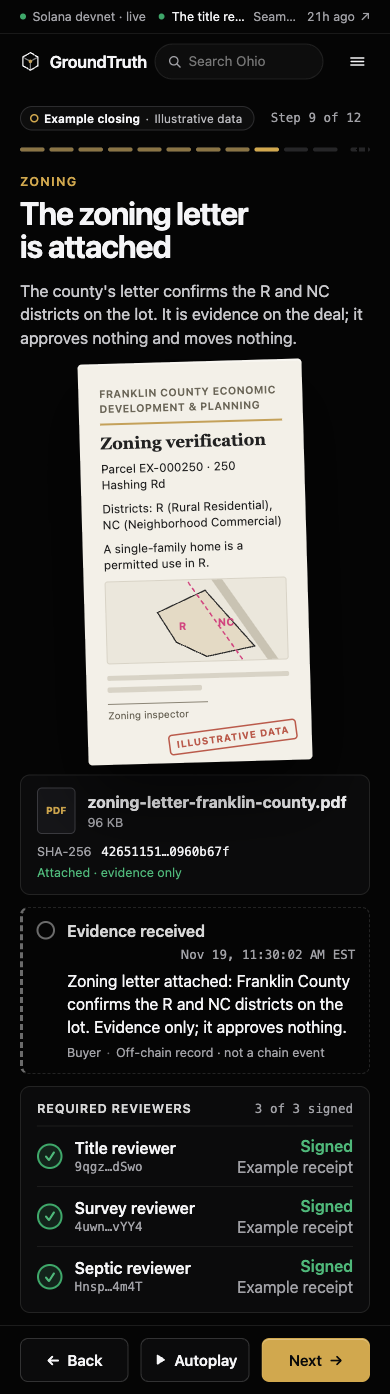 Solana devnet · live The title re... Seam... 21h ago ↗
GroundTruth Search Ohio
Example closing · Illustrative data Step 9 of 12
ZONING
The zoning letter
is attached
The county's letter confirms the R and NC
districts on the lot. It is evidence on the deal; it
approves nothing and moves nothing.
FRANKLIN COUNTY ECONOMIC
DEVELOPMENT & PLANNING
Zoning verification
Parcel EX-000250 · 250
Hashing Rd
Districts: R (Rural Residential),
NC (Neighborhood Commercial)
A single-family home is a
permitted use in R.
R NC
Zoning inspector
ILLUSTRATIVE DATA
PDF zoning-letter-franklin-county.pdf
96 KB
SHA-256 42651151…0960b67f
Attached · evidence only
Evidence received
Nov 19, 11:30:02 AM EST
Zoning letter attached: Franklin County
confirms the R and NC districts on the
lot. Evidence only; it approves nothing.
Buyer · Off-chain record · not a chain event
REQUIRED REVIEWERS 3 of 3 signed
Title reviewer Signed
9qgz…dSwo Example receipt
Survey reviewer Signed
4uwn…vYY4 Example receipt
Septic reviewer Signed
Hnsp…4m4T Example receipt
← Back Autoplay Next →